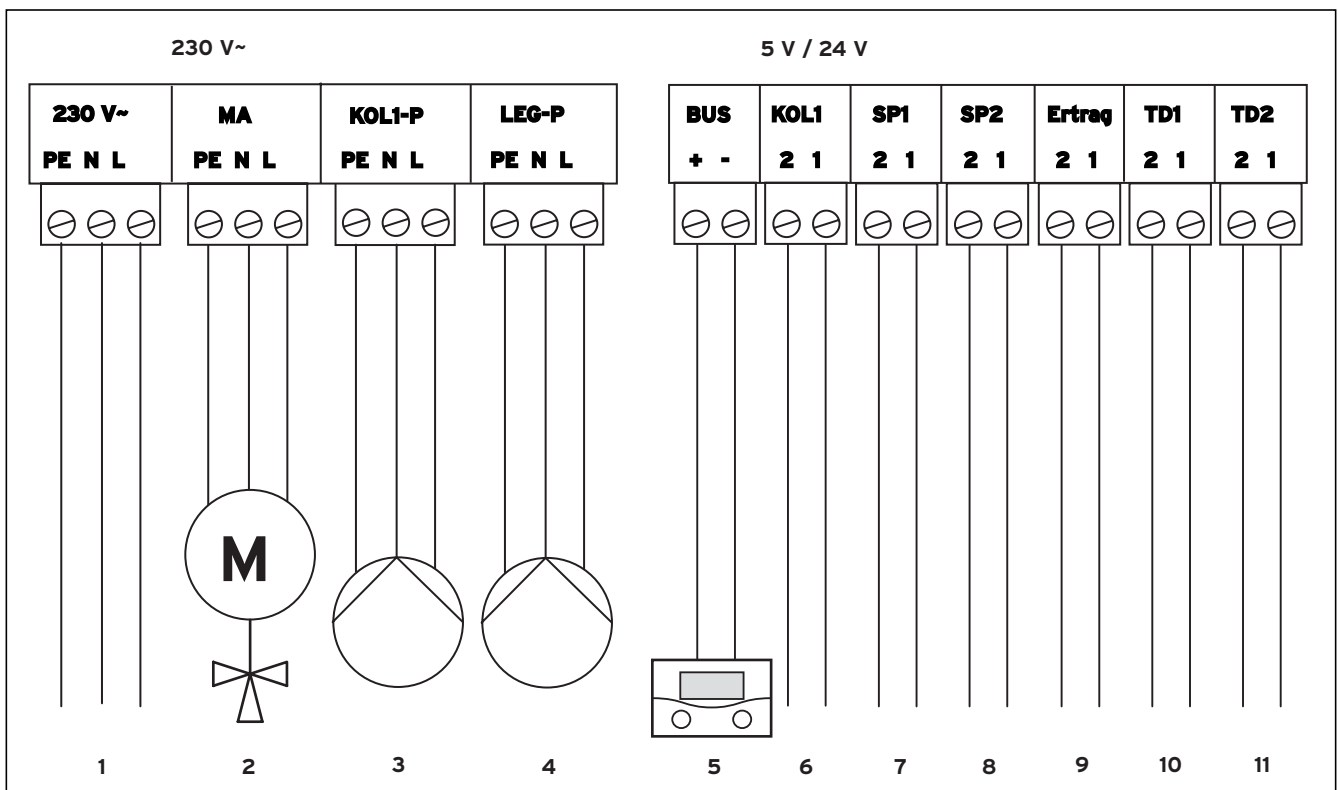 230 V~ 5 V / 24 V
230 V~ MA KOL1-P LEG-P BUS KOL1 SP1 SP2 Ertrag TD1 TD2
PE N L PE N L PE N L PE N L + - 2 1 2 1 2 1 2 1 2 1 2 1
M
1 2 3 4 5 6 7 8 9 10 11